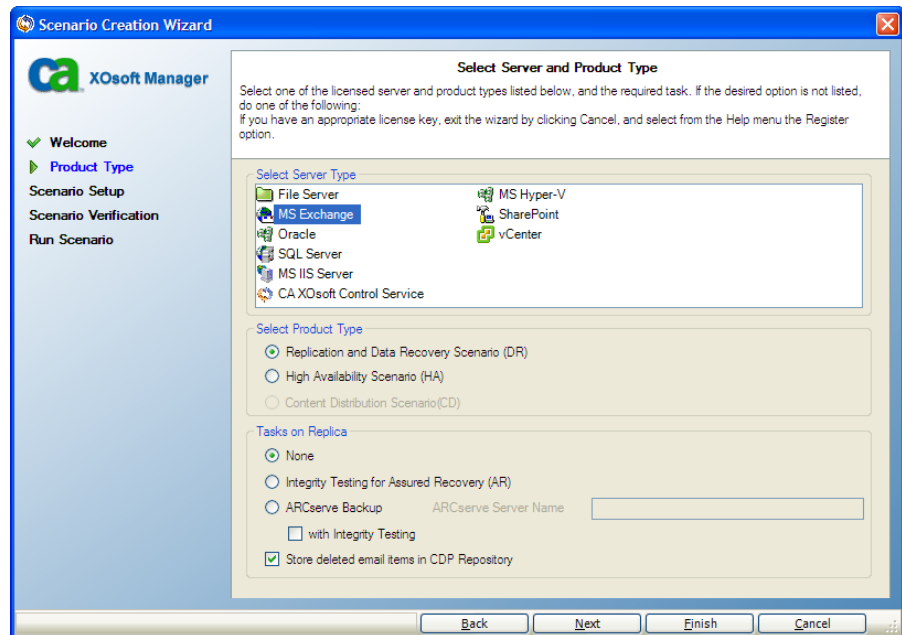 Scenario Creation Wizard
ca XOsoft Manager
Welcome
Product Type
Scenario Setup
Scenario Verification
Run Scenario
Select Server and Product Type
Select one of the licensed server and product types listed below, and the required task. If the desired option is not listed,
do one of the following:
If you have an appropriate license key, exit the wizard by clicking Cancel, and select from the Help menu the Register
option.
Select Server Type
File Server
MS Exchange
Oracle
SQL Server
MS IIS Server
CA XOsoft Control Service
MS Hyper-V
SharePoint
vCenter
Select Product Type
Replication and Data Recovery Scenario (DR)
High Availability Scenario (HA)
Content Distribution Scenario(CD)
Tasks on Replica
None
Integrity Testing for Assured Recovery (AR)
ARCserve Backup ARCserve Server Name
with Integrity Testing
Store deleted email items in CDP Repository
Back Next Finish Cancel